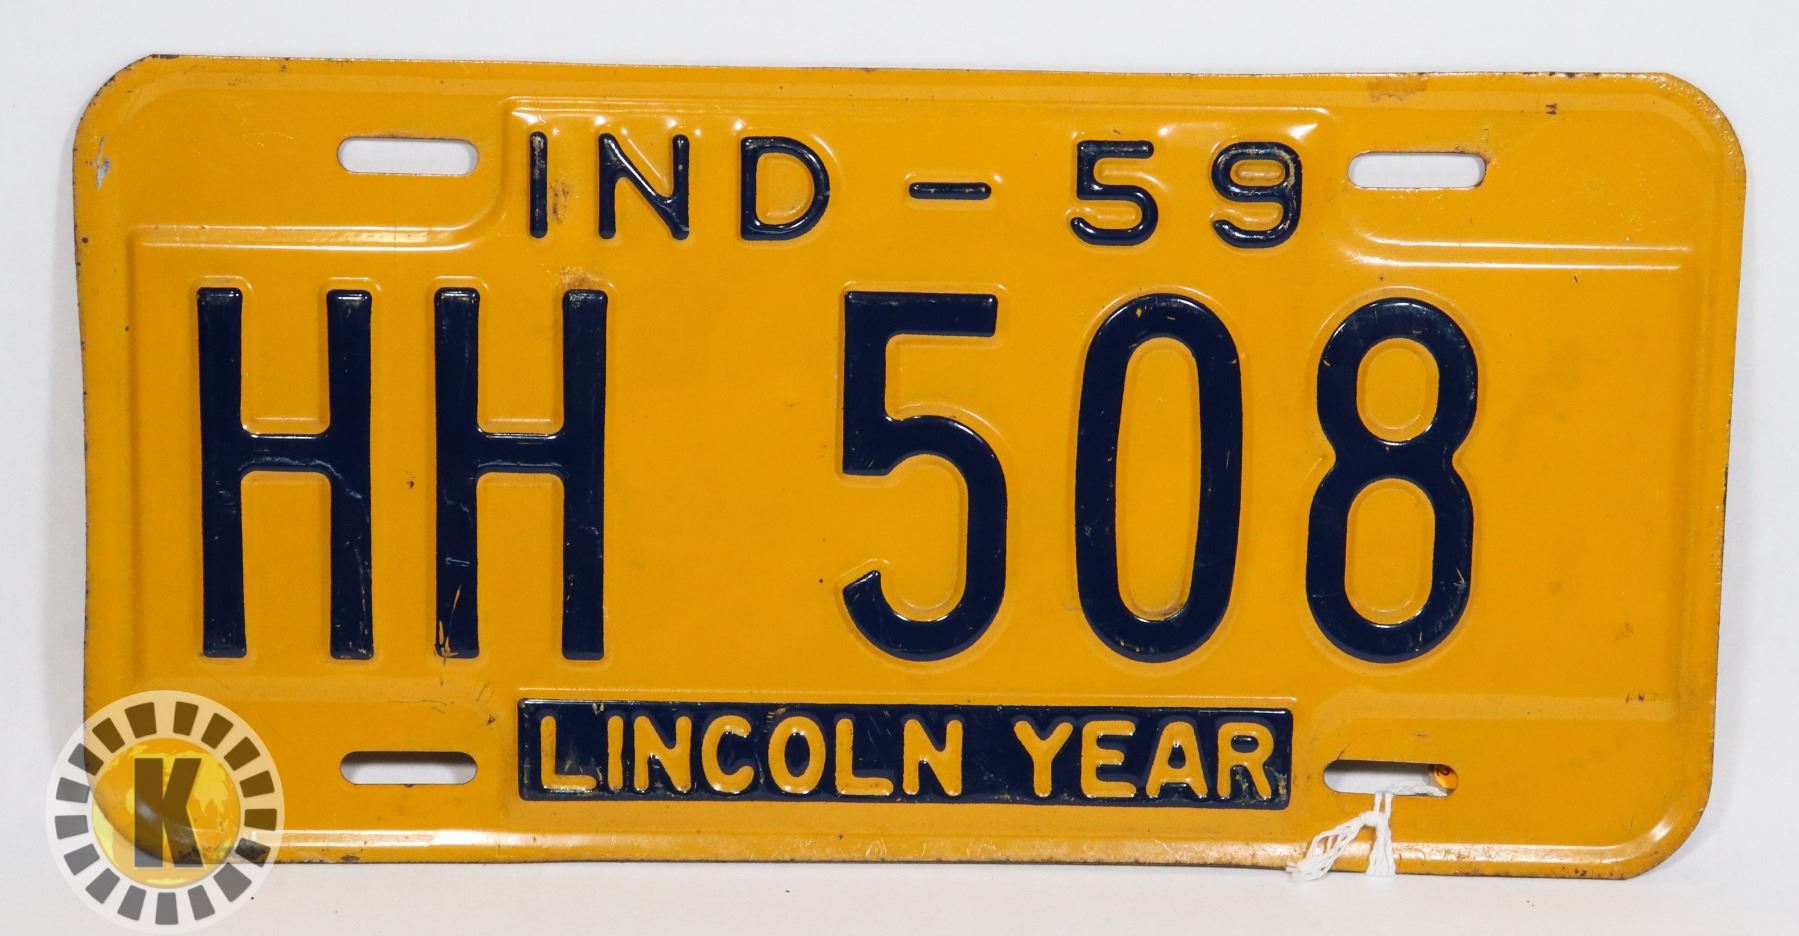 IND - 59
HH 508
LINCOLN YEAR
K